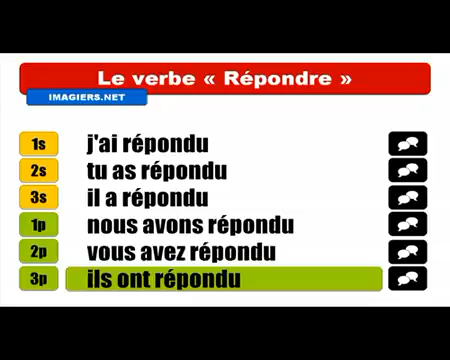 Le verbe « Répondre »
IMAGIERS.NET
1s j'ai répondu
2s tu as répondu
3s il a répondu
1p nous avons répondu
2p vous avez répondu
3p ils ont répondu